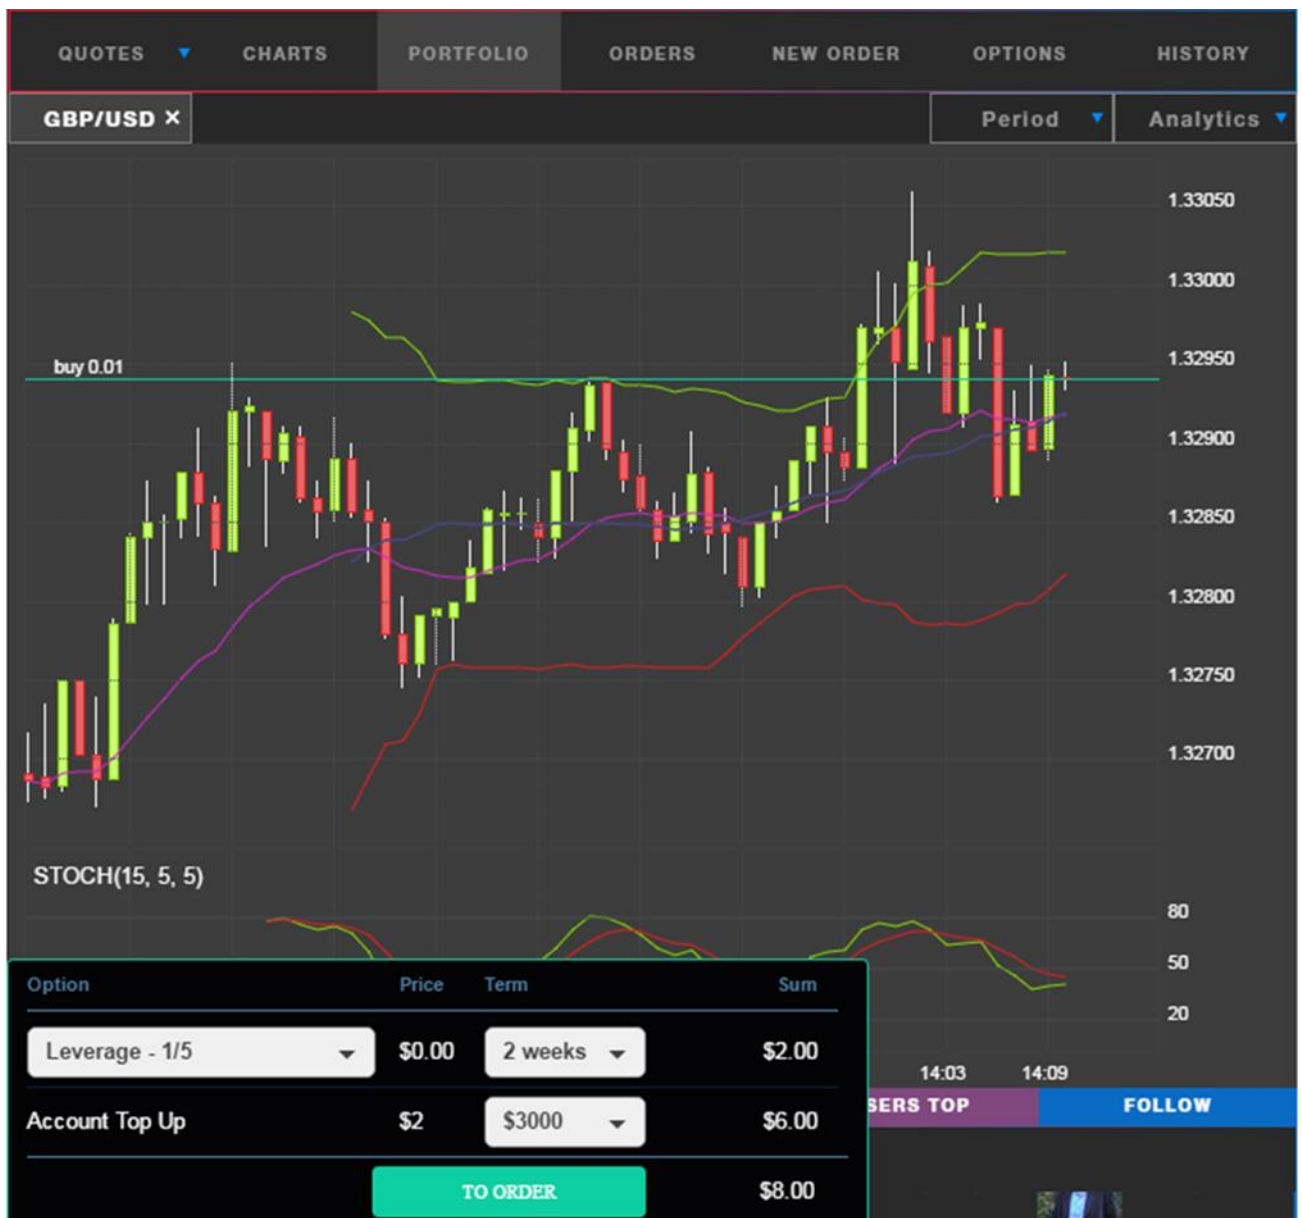 QUOTES CHARTS PORTFOLIO ORDERS NEW ORDER OPTIONS HISTORY
GBP/USD × Period Analytics
1.33050
1.33000
buy 0.01
1.32950
1.32900
1.32850
1.32800
1.32750
1.32700
STOCH(15, 5, 5)
80
50
20
14:03 14:09
SERS TOP FOLLOW
Option Price Term Sum
Leverage - 1/5 $0.00 2 weeks $2.00
Account Top Up $2 $3000 $6.00
TO ORDER $8.00